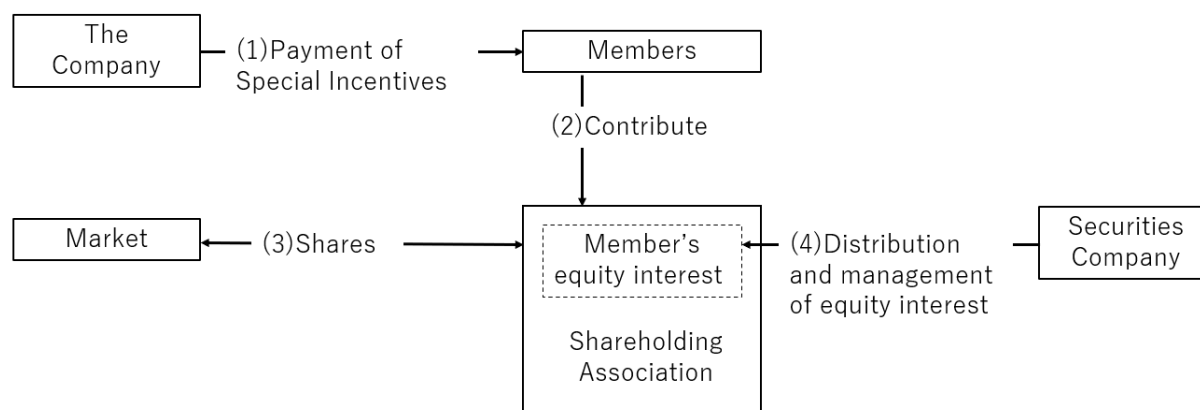 The
Company
(1)Payment of
Special Incentives
Members
(2)Contribute
Market
(3)Shares
Member's
equity interest
(4)Distribution
and management
of equity interest
Securities
Company
Shareholding
Association